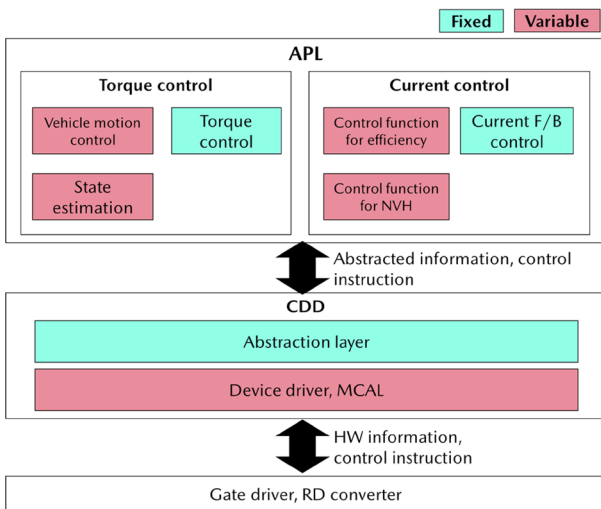 Fixed
Variable
APL
Torque control
Vehicle motion
control
Torque
control
State
estimation
Current control
Control function
for efficiency
Current F/B
control
Control function
for NVH
Abstracted information, control
instruction
CDD
Abstraction layer
Device driver, MCAL
HW information,
control instruction
Gate driver, RD converter